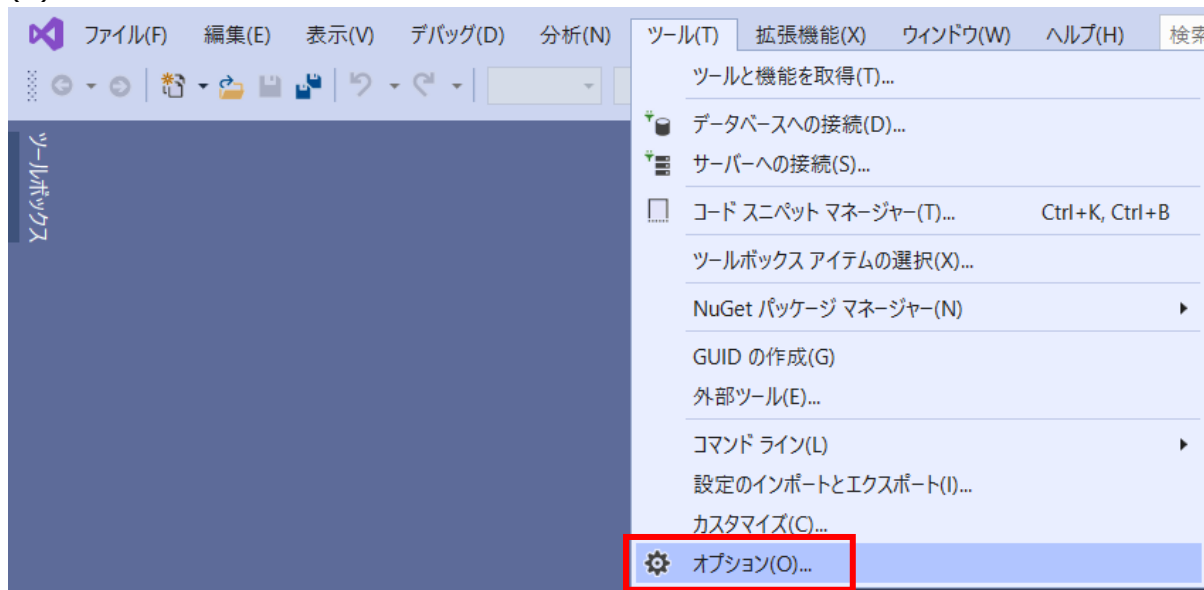 ファイル(F) 編集(E) 表示(V) デバッグ(D) 分析(N) ツール(T) 拡張機能(X) ウィンドウ(W) ヘルプ(H) 検索
ツールボックス
ツールと機能を取得(T)...
データベースへの接続(D)...
サーバーへの接続(S)...
コード スニペット マネージャー(T)... Ctrl+K, Ctrl+B
ツールボックス アイテムの選択(X)...
NuGet パッケージ マネージャー(N)
GUID の作成(G)
外部ツール(E)...
コマンド ライン(L)
設定のインポートとエクスポート(I)...
カスタマイズ(C)...
オプション(O)...